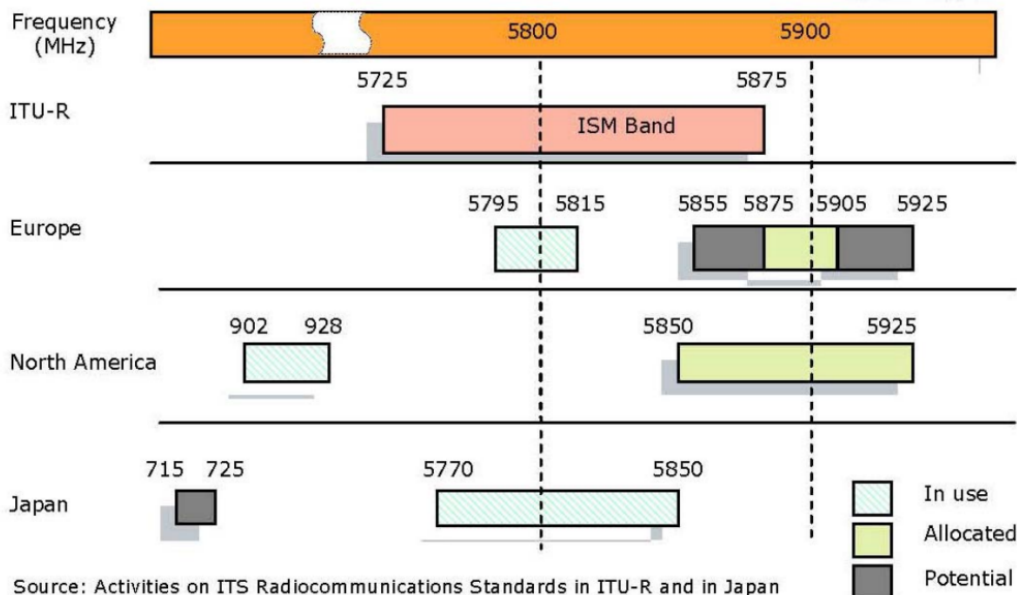 Frequency
(MHz)
5800 5900
5725 5875
ITU-R
ISM Band
5795 5815 5855 5875 5905 5925
Europe
902 928 5850 5925
North America
715 725 5770 5850
Japan
In use
Allocated
Potential
Source: Activities on ITS Radiocommunications Standards in ITU-R and in Japan